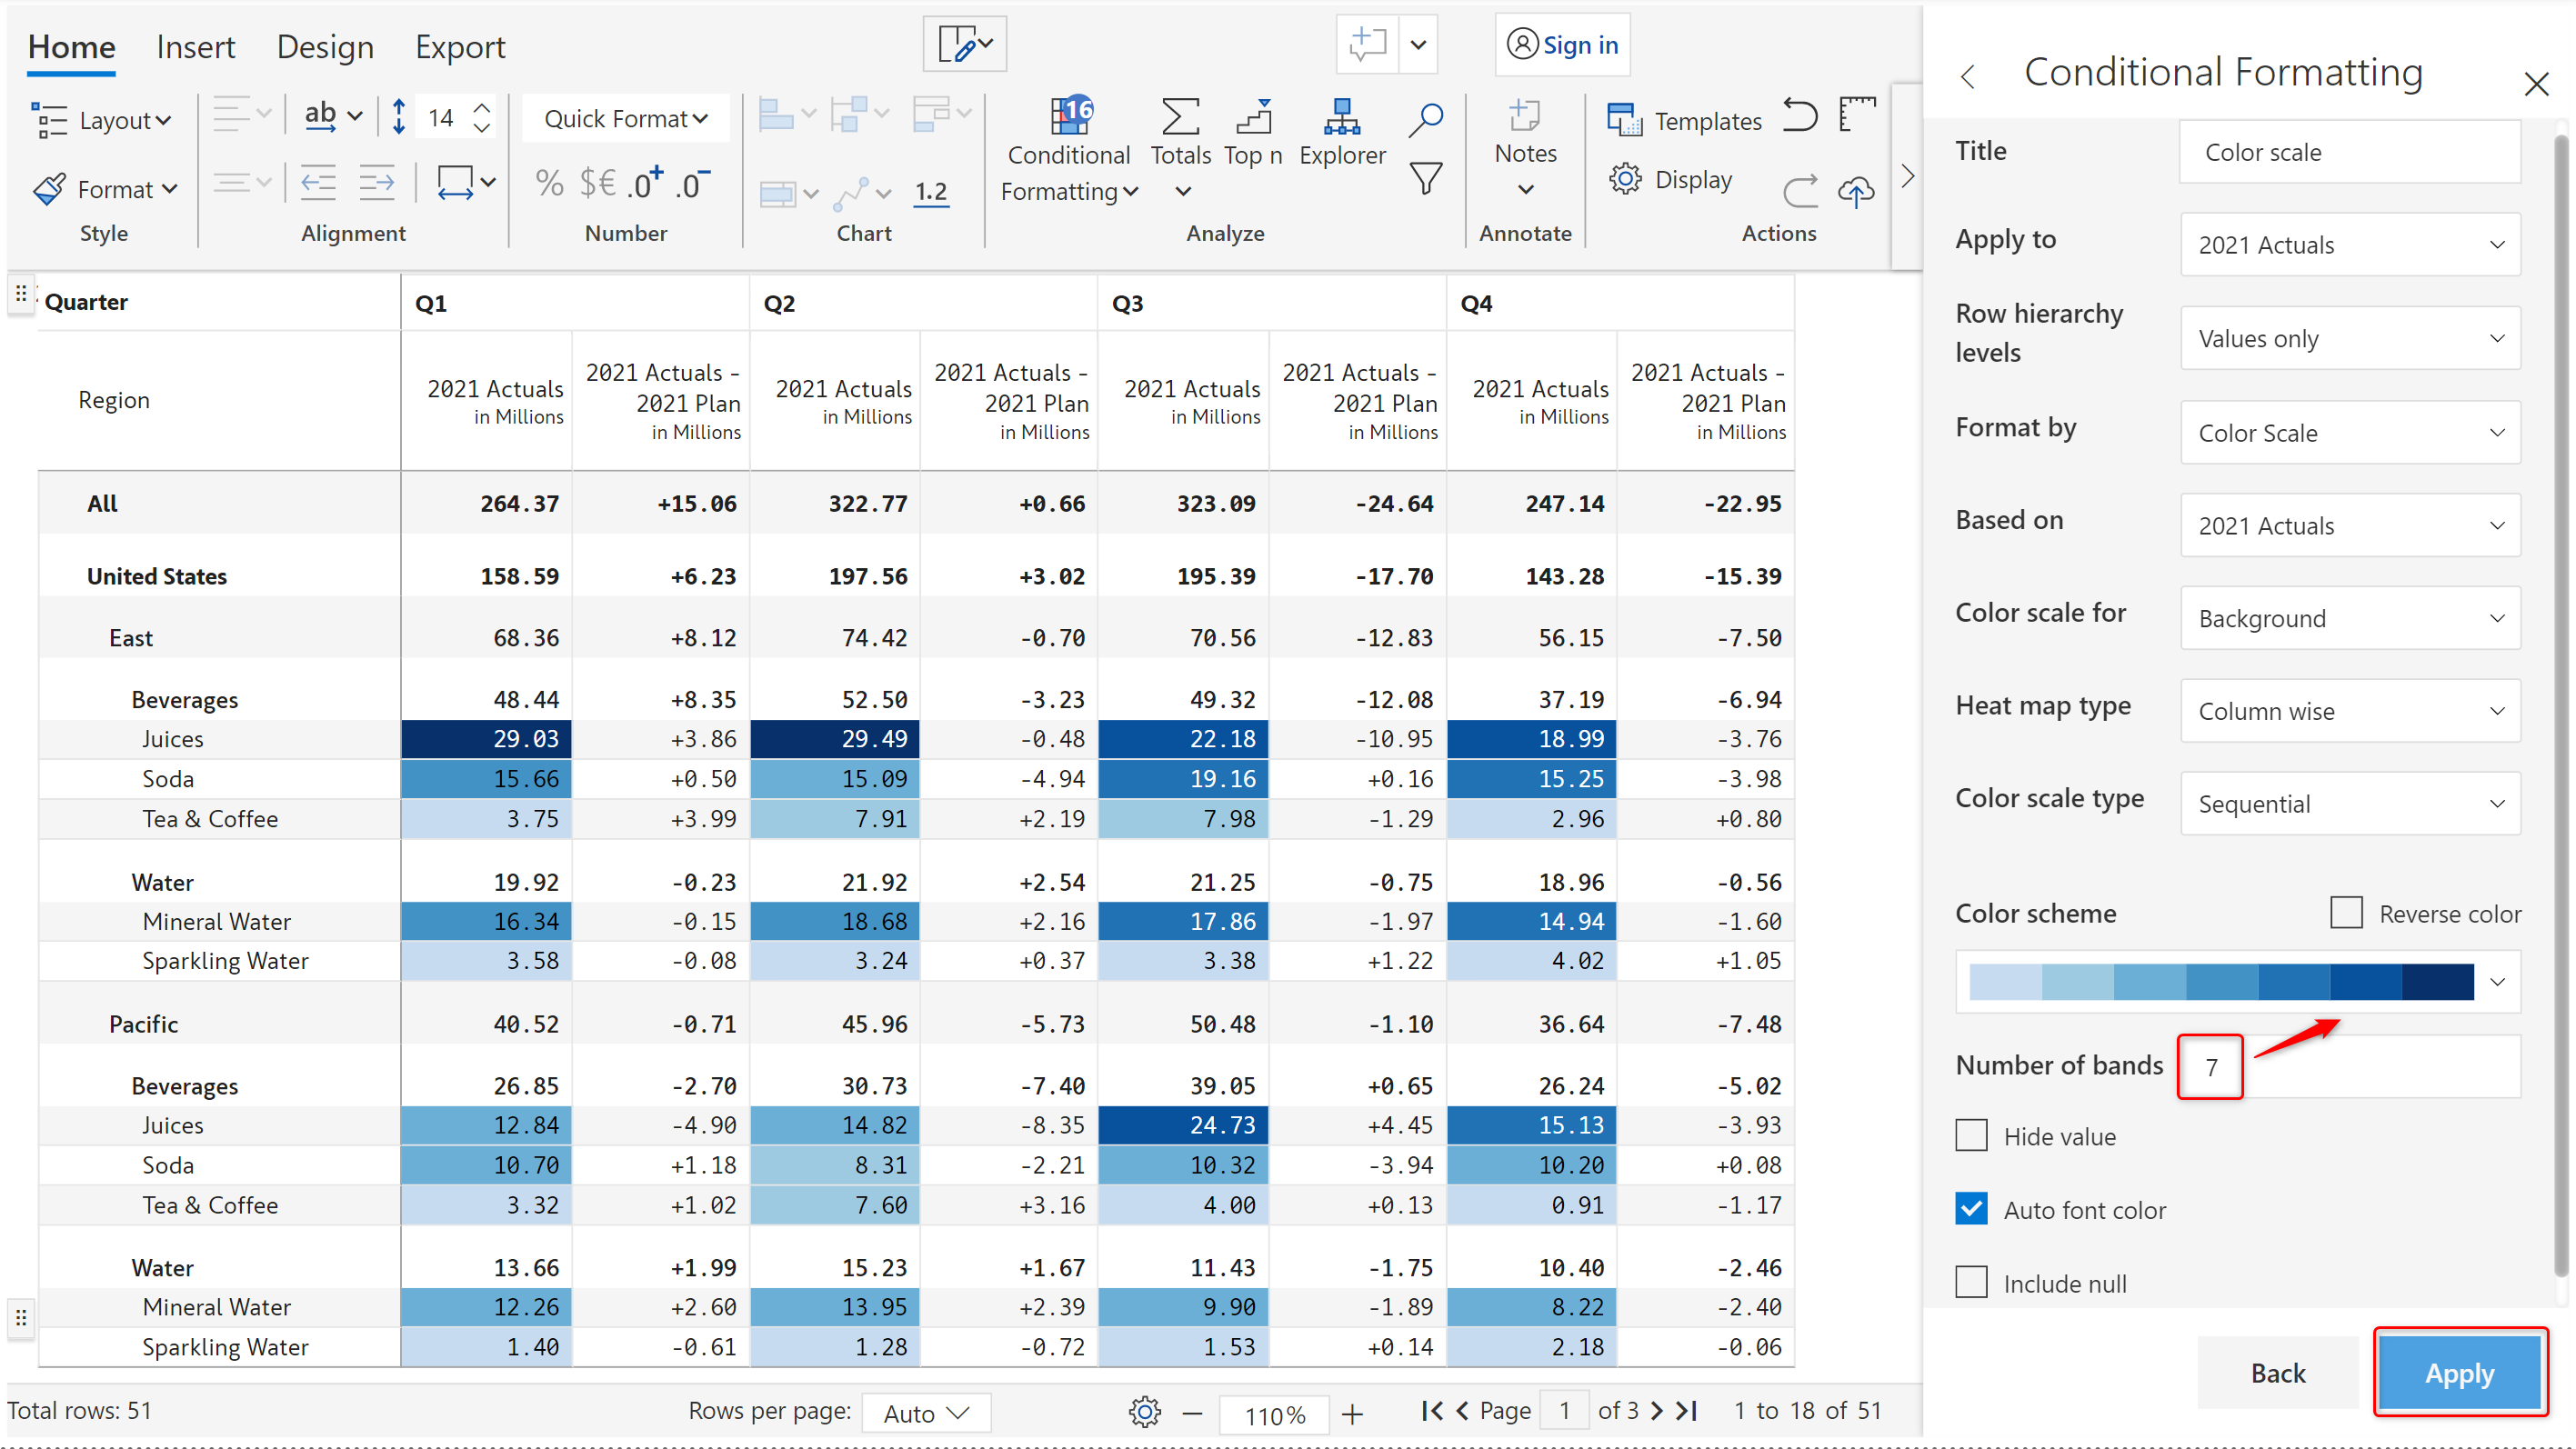 Home Insert Design Export Sign in
Layout ab 14 Quick Format 16 Conditional Formatting Totals Top n Explorer Notes Templates
Format % $€ .0+ .0- 1.2 Display
Style Alignment Number Chart Analyze Annotate Actions
Quarter Q1 Q2 Q3 Q4
Region 2021 Actuals in Millions 2021 Actuals - 2021 Plan in Millions 2021 Actuals in Millions 2021 Actuals - 2021 Plan in Millions 2021 Actuals in Millions 2021 Actuals - 2021 Plan in Millions 2021 Actuals in Millions 2021 Actuals - 2021 Plan in Millions
All 264.37 +15.06 322.77 +0.66 323.09 -24.64 247.14 -22.95
United States 158.59 +6.23 197.56 +3.02 195.39 -17.70 143.28 -15.39
East 68.36 +8.12 74.42 -0.70 70.56 -12.83 56.15 -7.50
Beverages 48.44 +8.35 52.50 -3.23 49.32 -12.08 37.19 -6.94
Juices 29.03 +3.86 29.49 -0.48 22.18 -10.95 18.99 -3.76
Soda 15.66 +0.50 15.09 -4.94 19.16 +0.16 15.25 -3.98
Tea & Coffee 3.75 +3.99 7.91 +2.19 7.98 -1.29 2.96 +0.80
Water 19.92 -0.23 21.92 +2.54 21.25 -0.75 18.96 -0.56
Mineral Water 16.34 -0.15 18.68 +2.16 17.86 -1.97 14.94 -1.60
Sparkling Water 3.58 -0.08 3.24 +0.37 3.38 +1.22 4.02 +1.05
Pacific 40.52 -0.71 45.96 -5.73 50.48 -1.10 36.64 -7.48
Beverages 26.85 -2.70 30.73 -7.40 39.05 +0.65 26.24 -5.02
Juices 12.84 -4.90 14.82 -8.35 24.73 +4.45 15.13 -3.93
Soda 10.70 +1.18 8.31 -2.21 10.32 -3.94 10.20 +0.08
Tea & Coffee 3.32 +1.02 7.60 +3.16 4.00 +0.13 0.91 -1.17
Water 13.66 +1.99 15.23 +1.67 11.43 -1.75 10.40 -2.46
Mineral Water 12.26 +2.60 13.95 +2.39 9.90 -1.89 8.22 -2.40
Sparkling Water 1.40 -0.61 1.28 -0.72 1.53 +0.14 2.18 -0.06
Total rows: 51 Rows per page: Auto 110% Page 1 of 3 1 to 18 of 51
Conditional Formatting
Title Color scale
Apply to 2021 Actuals
Row hierarchy levels Values only
Format by Color Scale
Based on 2021 Actuals
Color scale for Background
Heat map type Column wise
Color scale type Sequential
Color scheme Reverse color
Number of bands 7
Hide value
Auto font color
Include null
Back Apply